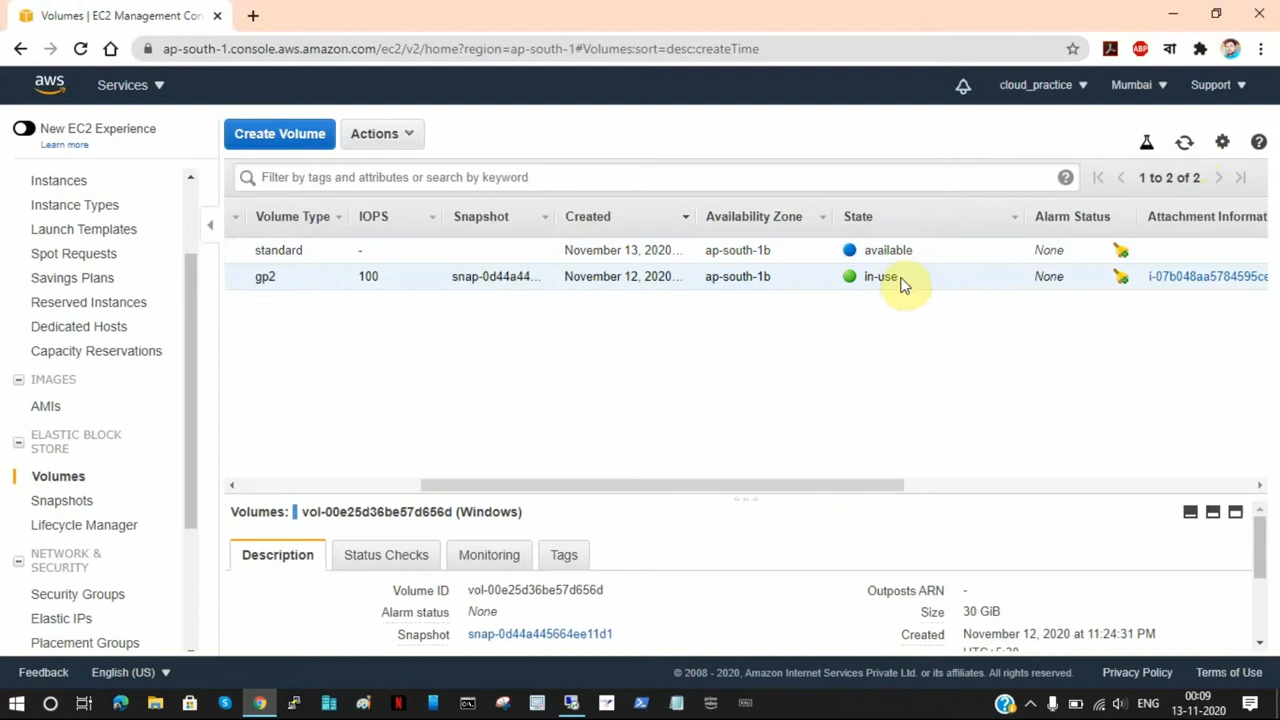 Volumes | EC2 Management Con
ap-south-1.console.aws.amazon.com/ec2/v2/home?region=ap-south-1#Volumes:sort=desc:createTime
ABP
বা
aws
Services
cloud_practice
Mumbai
Support
New EC2 Experience
Learn more
Create Volume
Actions
Filter by tags and attributes or search by keyword
1 to 2 of 2
Instances
Instance Types
Launch Templates
Spot Requests
Savings Plans
Reserved Instances
Dedicated Hosts
Capacity Reservations
IMAGES
AMIs
ELASTIC BLOCK
STORE
Volumes
Snapshots
Lifecycle Manager
NETWORK &
SECURITY
Security Groups
Elastic IPs
Placement Groups
Volume Type IOPS Snapshot Created Availability Zone State Alarm Status Attachment Informat
standard - November 13, 2020... ap-south-1b available None
gp2 100 snap-0d44a44... November 12, 2020... ap-south-1b in-use None i-07b048aa5784595ce
Volumes: vol-00e25d36be57d656d (Windows)
Description Status Checks Monitoring Tags
Volume ID vol-00e25d36be57d656d Outposts ARN -
Alarm status None Size 30 GiB
Snapshot snap-0d44a445664ee11d1 Created November 12, 2020 at 11:24:31 PM
UTC+5:30
Feedback
English (US)
© 2008 - 2020, Amazon Internet Services Private Ltd. or its affiliates. All rights reserved.
Privacy Policy
Terms of Use
ENG
00:09
13-11-2020